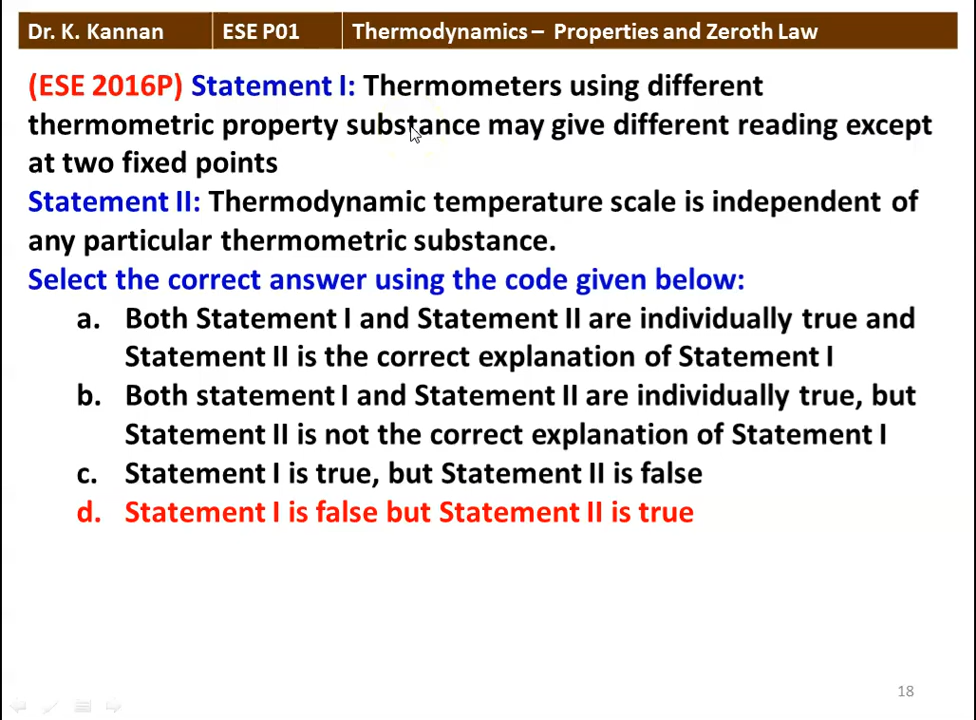 Dr. K. Kannan ESE P01 Thermodynamics – Properties and Zeroth Law
(ESE 2016P) Statement I: Thermometers using different
thermometric property substance may give different reading except
at two fixed points
Statement II: Thermodynamic temperature scale is independent of
any particular thermometric substance.
Select the correct answer using the code given below:
a. Both Statement I and Statement II are individually true and
Statement II is the correct explanation of Statement I
b. Both statement I and Statement II are individually true, but
Statement II is not the correct explanation of Statement I
c. Statement I is true, but Statement II is false
d. Statement I is false but Statement II is true
18